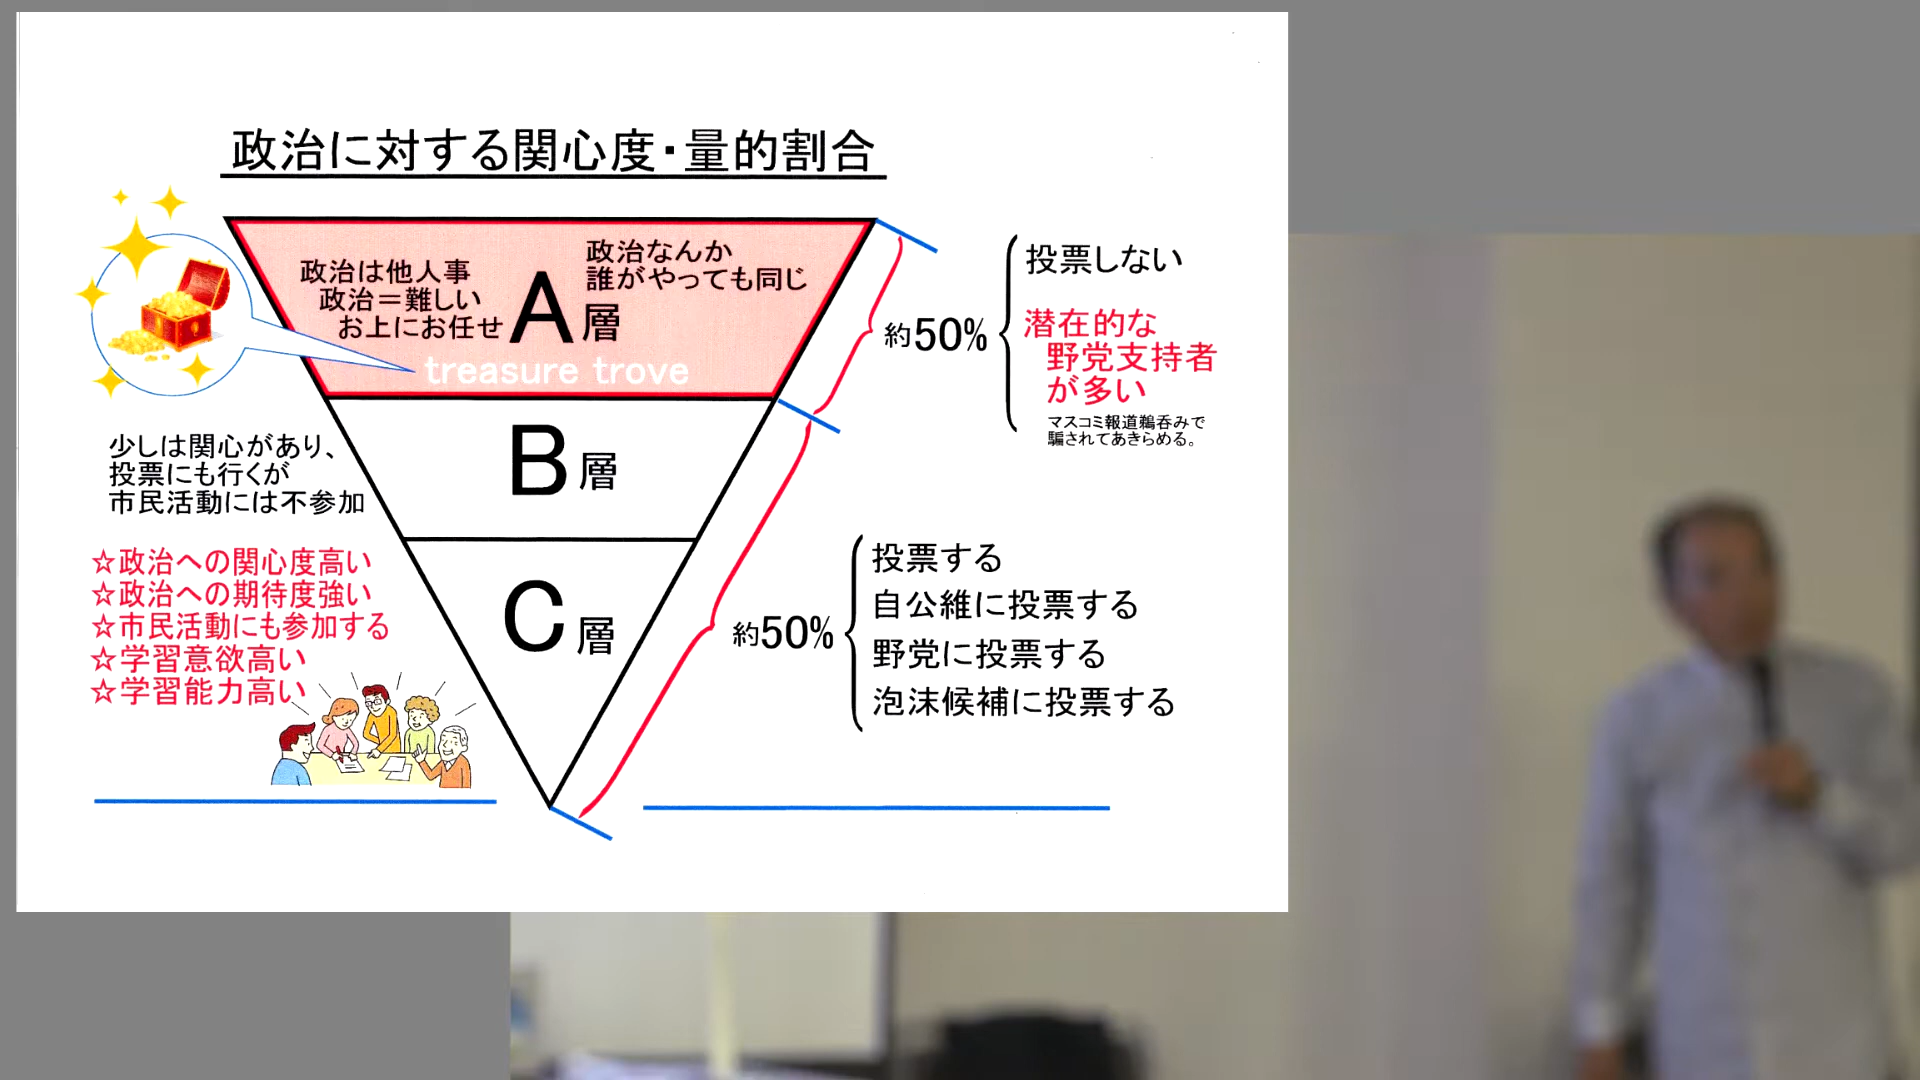 政治に対する関心度・量的割合
政治は他人事
政治＝難しい
お上にお任せ
政治なんか
誰がやっても同じ
A層
treasure trove
約50%
投票しない
潜在的な
野党支持者
が多い
マスコミ報道鵜呑みで
騙されてあきらめる。
少しは関心があり、
投票にも行くが
市民活動には不参加
B層
☆政治への関心度高い
☆政治への期待度強い
☆市民活動にも参加する
☆学習意欲高い
☆学習能力高い
C層
約50%
投票する
自公維に投票する
野党に投票する
泡沫候補に投票する